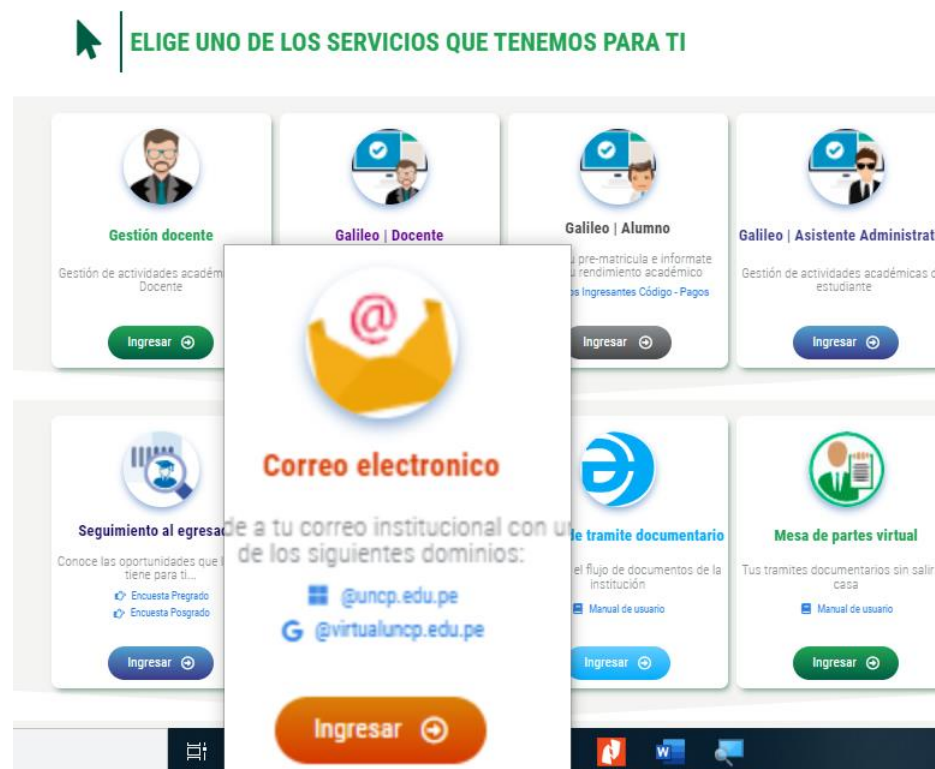 ELIGE UNO DE LOS SERVICIOS QUE TENEMOS PARA TI
Gestión docente
Gestión de actividades
Docente
Ingresar
Galileo | Docente
Galileo | Alumno
pre-matricula e informate
rendimiento académico
Ingresantes Código - Pagos
Ingresar
Galileo | Asistente
Gestión de actividades académicas
estudiante
Ingresar
Seguimiento al
Conoce las oportunidades que
tiene para ti...
Encuesta Pregrado
Encuesta Posgrado
Ingresar
@
Correo electronico
a tu correo institucional con
de los siguientes dominios:
@uncp.edu.pe
G @virtualuncp.edu.pe
Ingresar
tramite documentario
el flujo de documentos de la
institución
Manual de usuario
Ingresar
Mesa de partes virtual
Tus tramites documentarios sin salir
casa
Manual de usuario
Ingresar
W